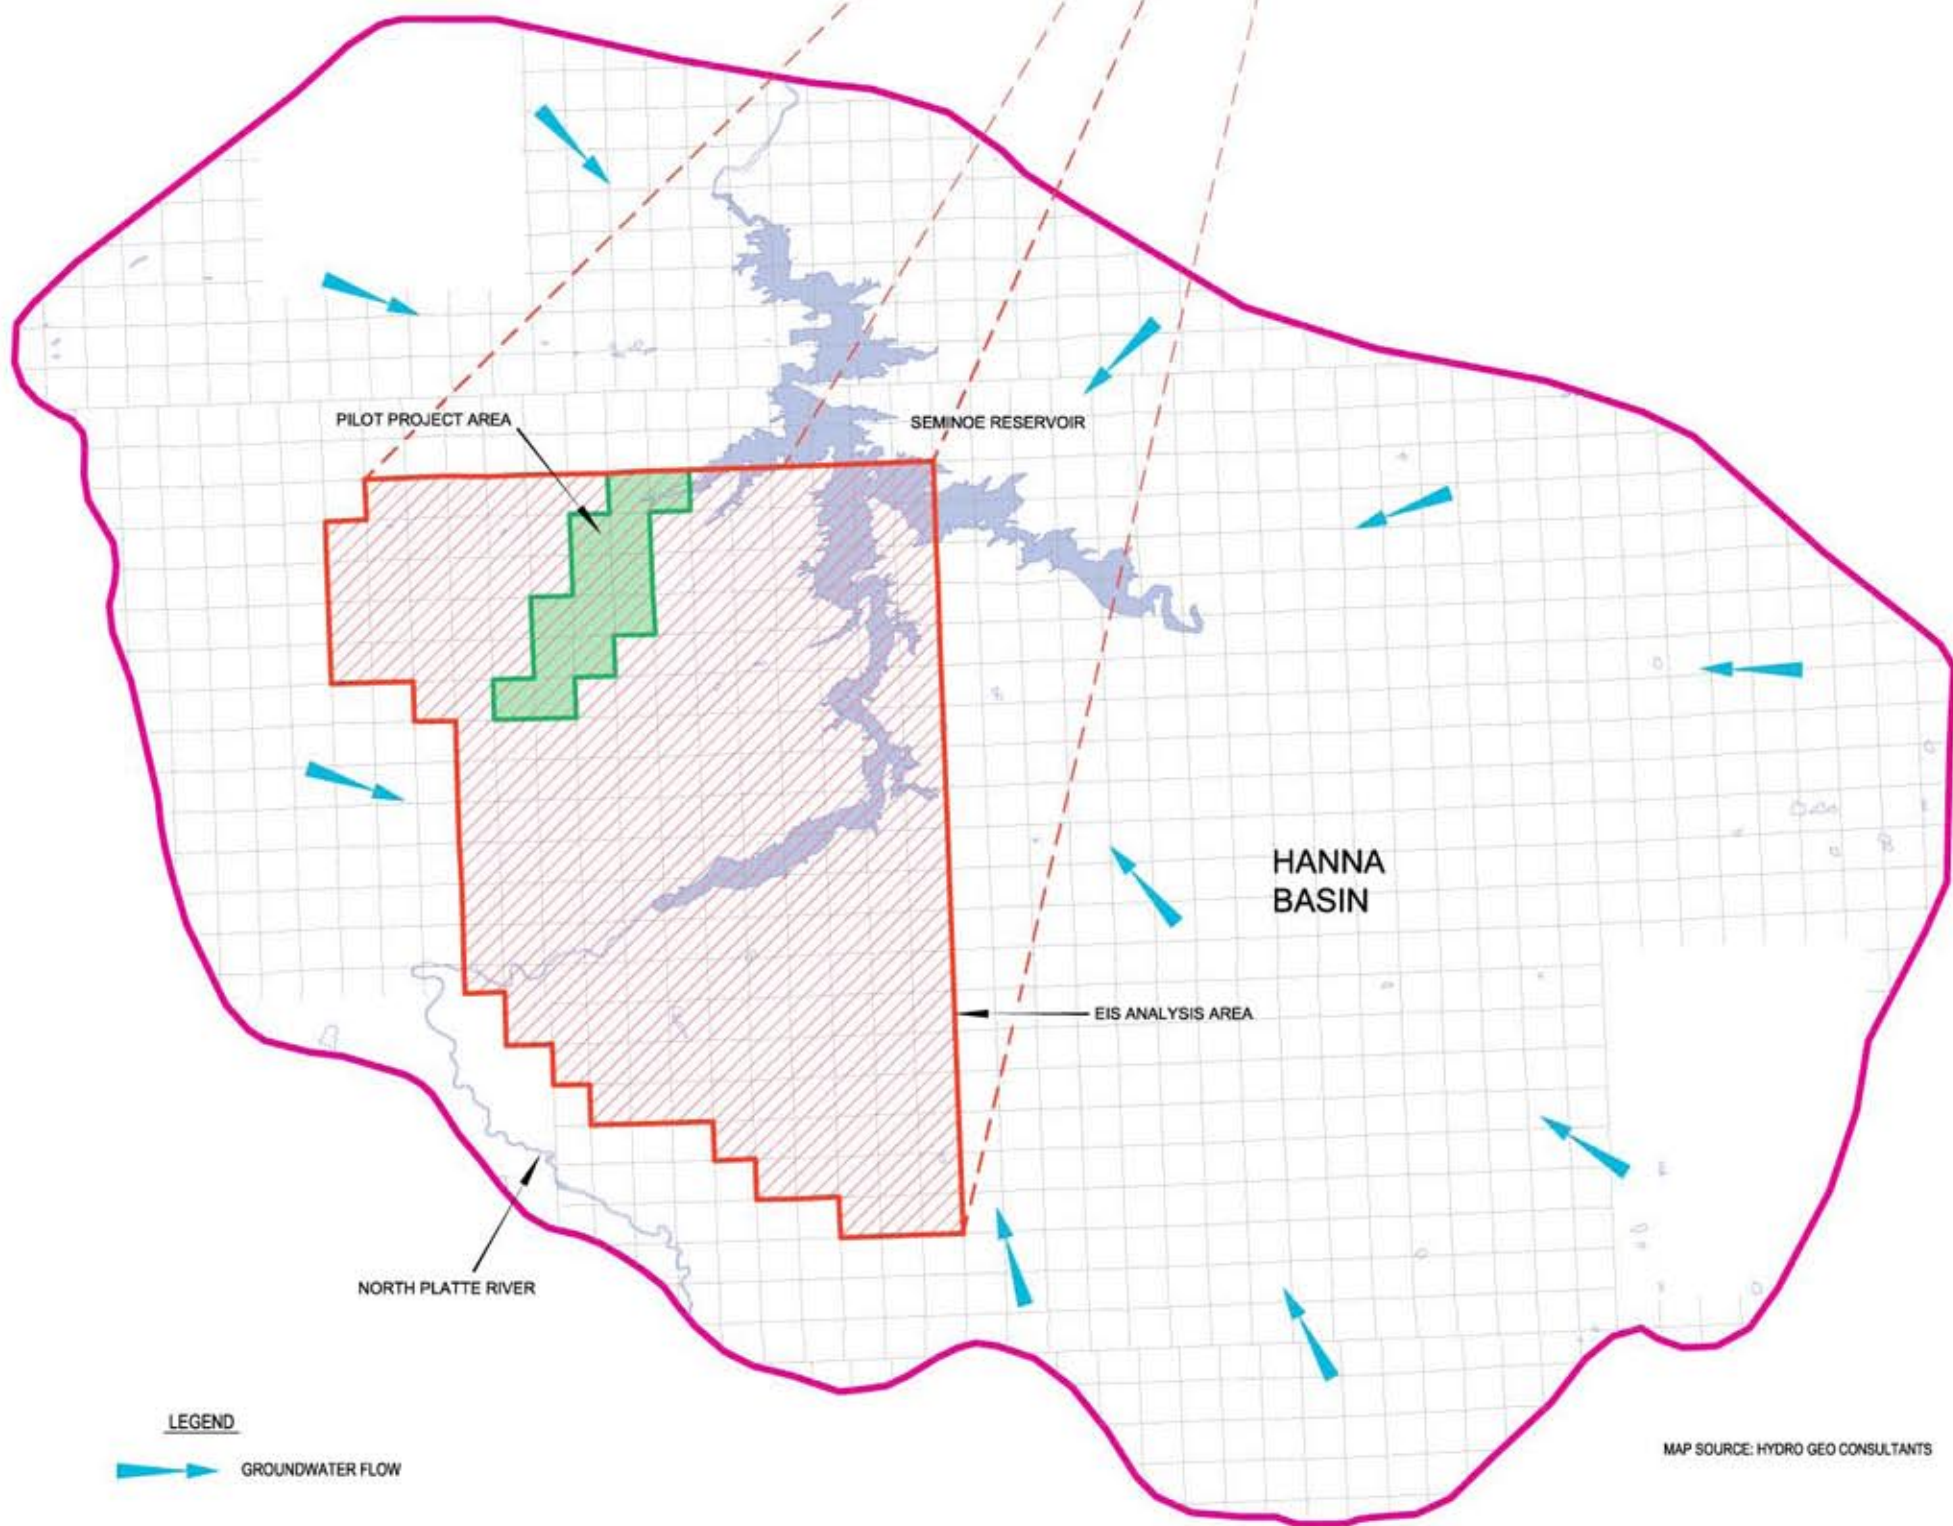 PILOT PROJECT AREA
SEMINOE RESERVOIR
HANNA
BASIN
EIS ANALYSIS AREA
NORTH PLATTE RIVER
LEGEND
GROUNDWATER FLOW
MAP SOURCE: HYDRO GEO CONSULTANTS